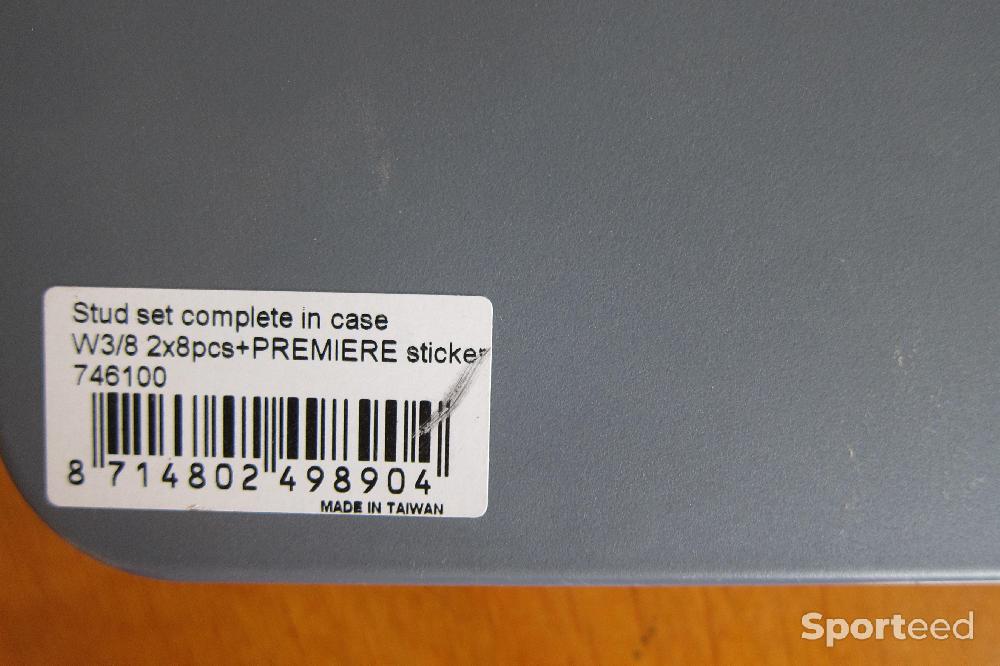 Stud set complete in case
W3/8 2x8pcs+PREMIERE sticker
746100
8 714802 498904
MADE IN TAIWAN
Sporteed